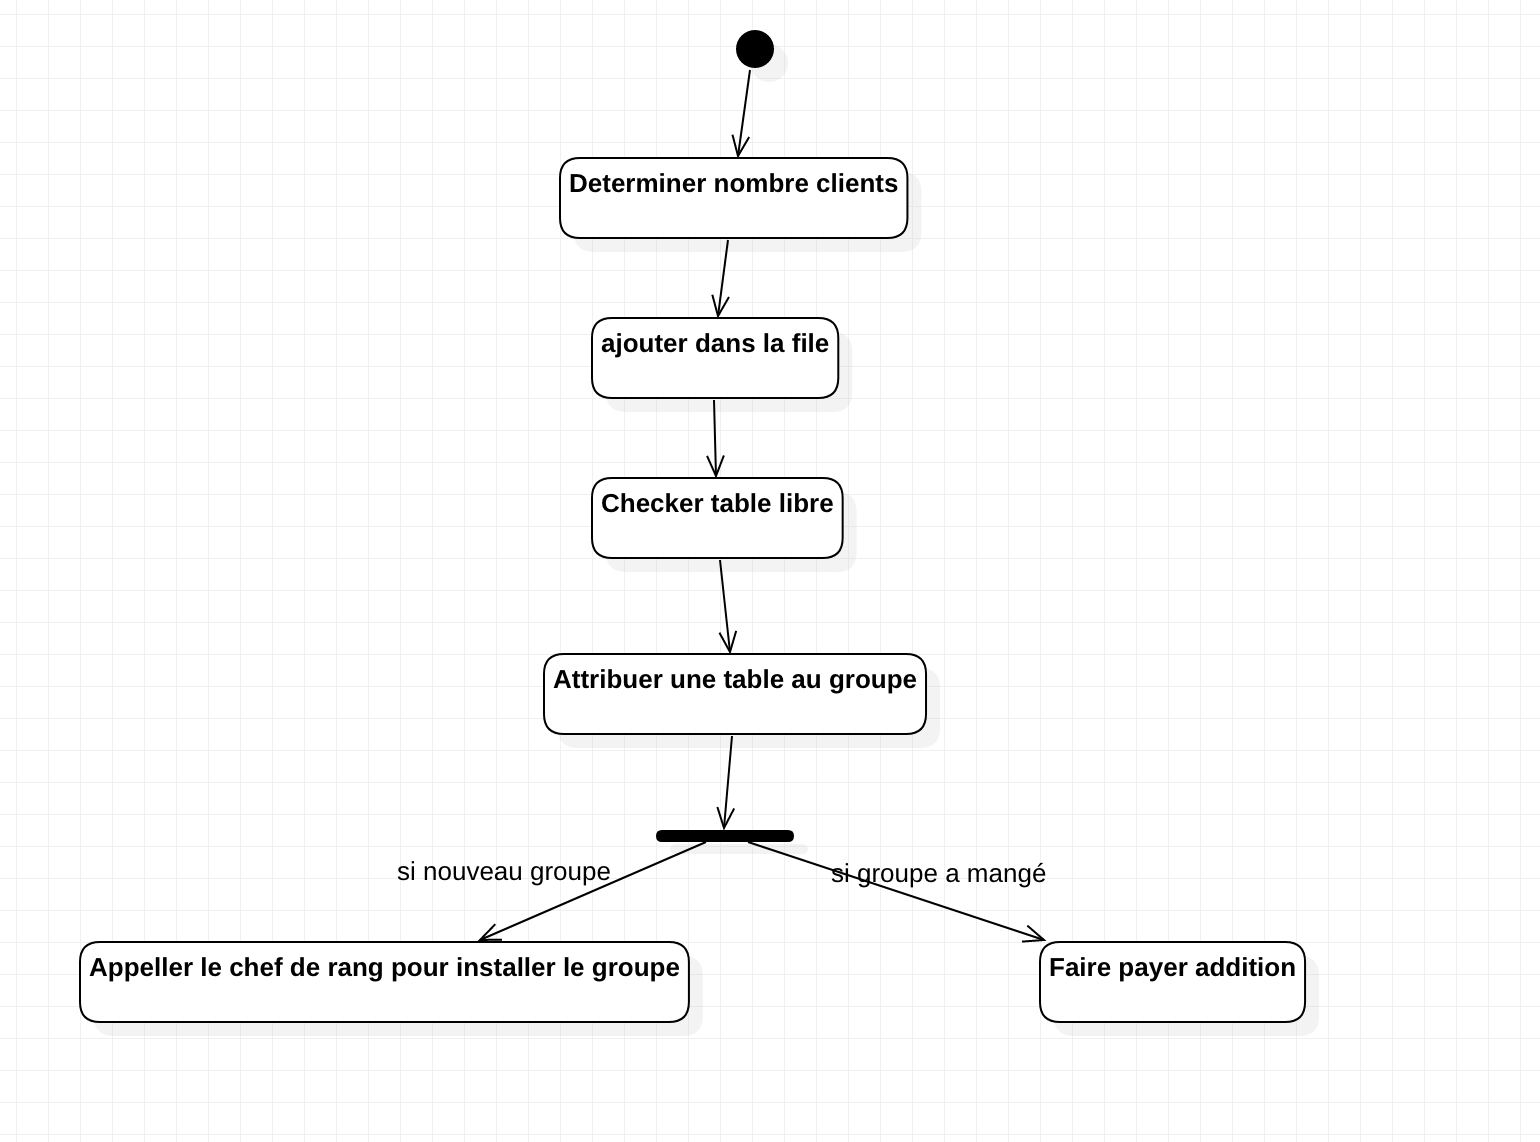 Determiner nombre clients
ajouter dans la file
Checker table libre
Attribuer une table au groupe
si nouveau groupe
si groupe a mangé
Appeller le chef de rang pour installer le groupe
Faire payer addition